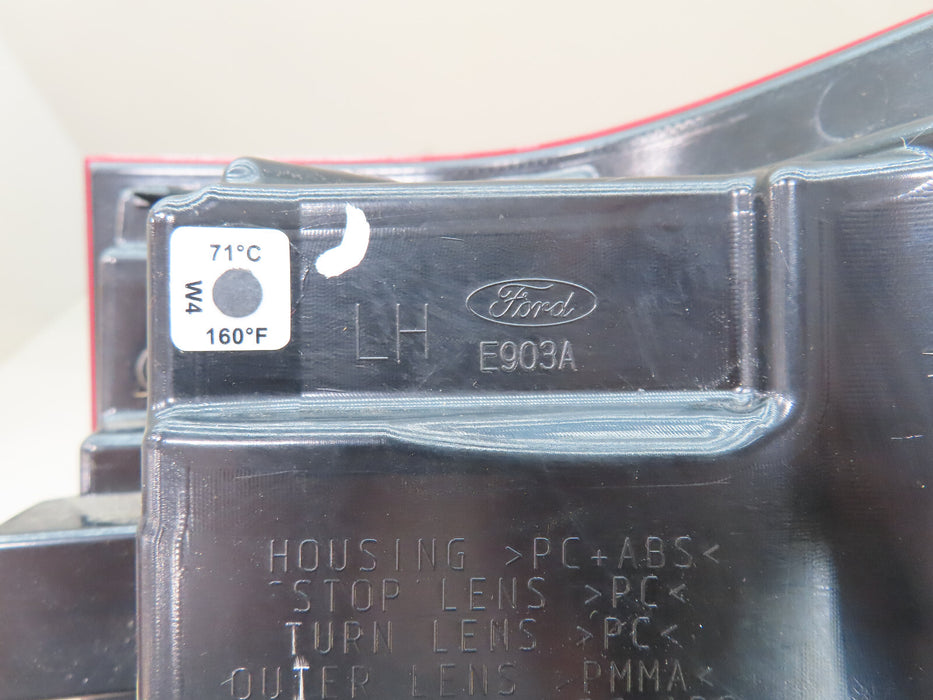 71°C
W4
160°F
LH
Ford
E903A
HOUSING >PC+ABS<
STOP LENS >PC<
TURN LENS >PC<
OUTER LENS >PMMA<